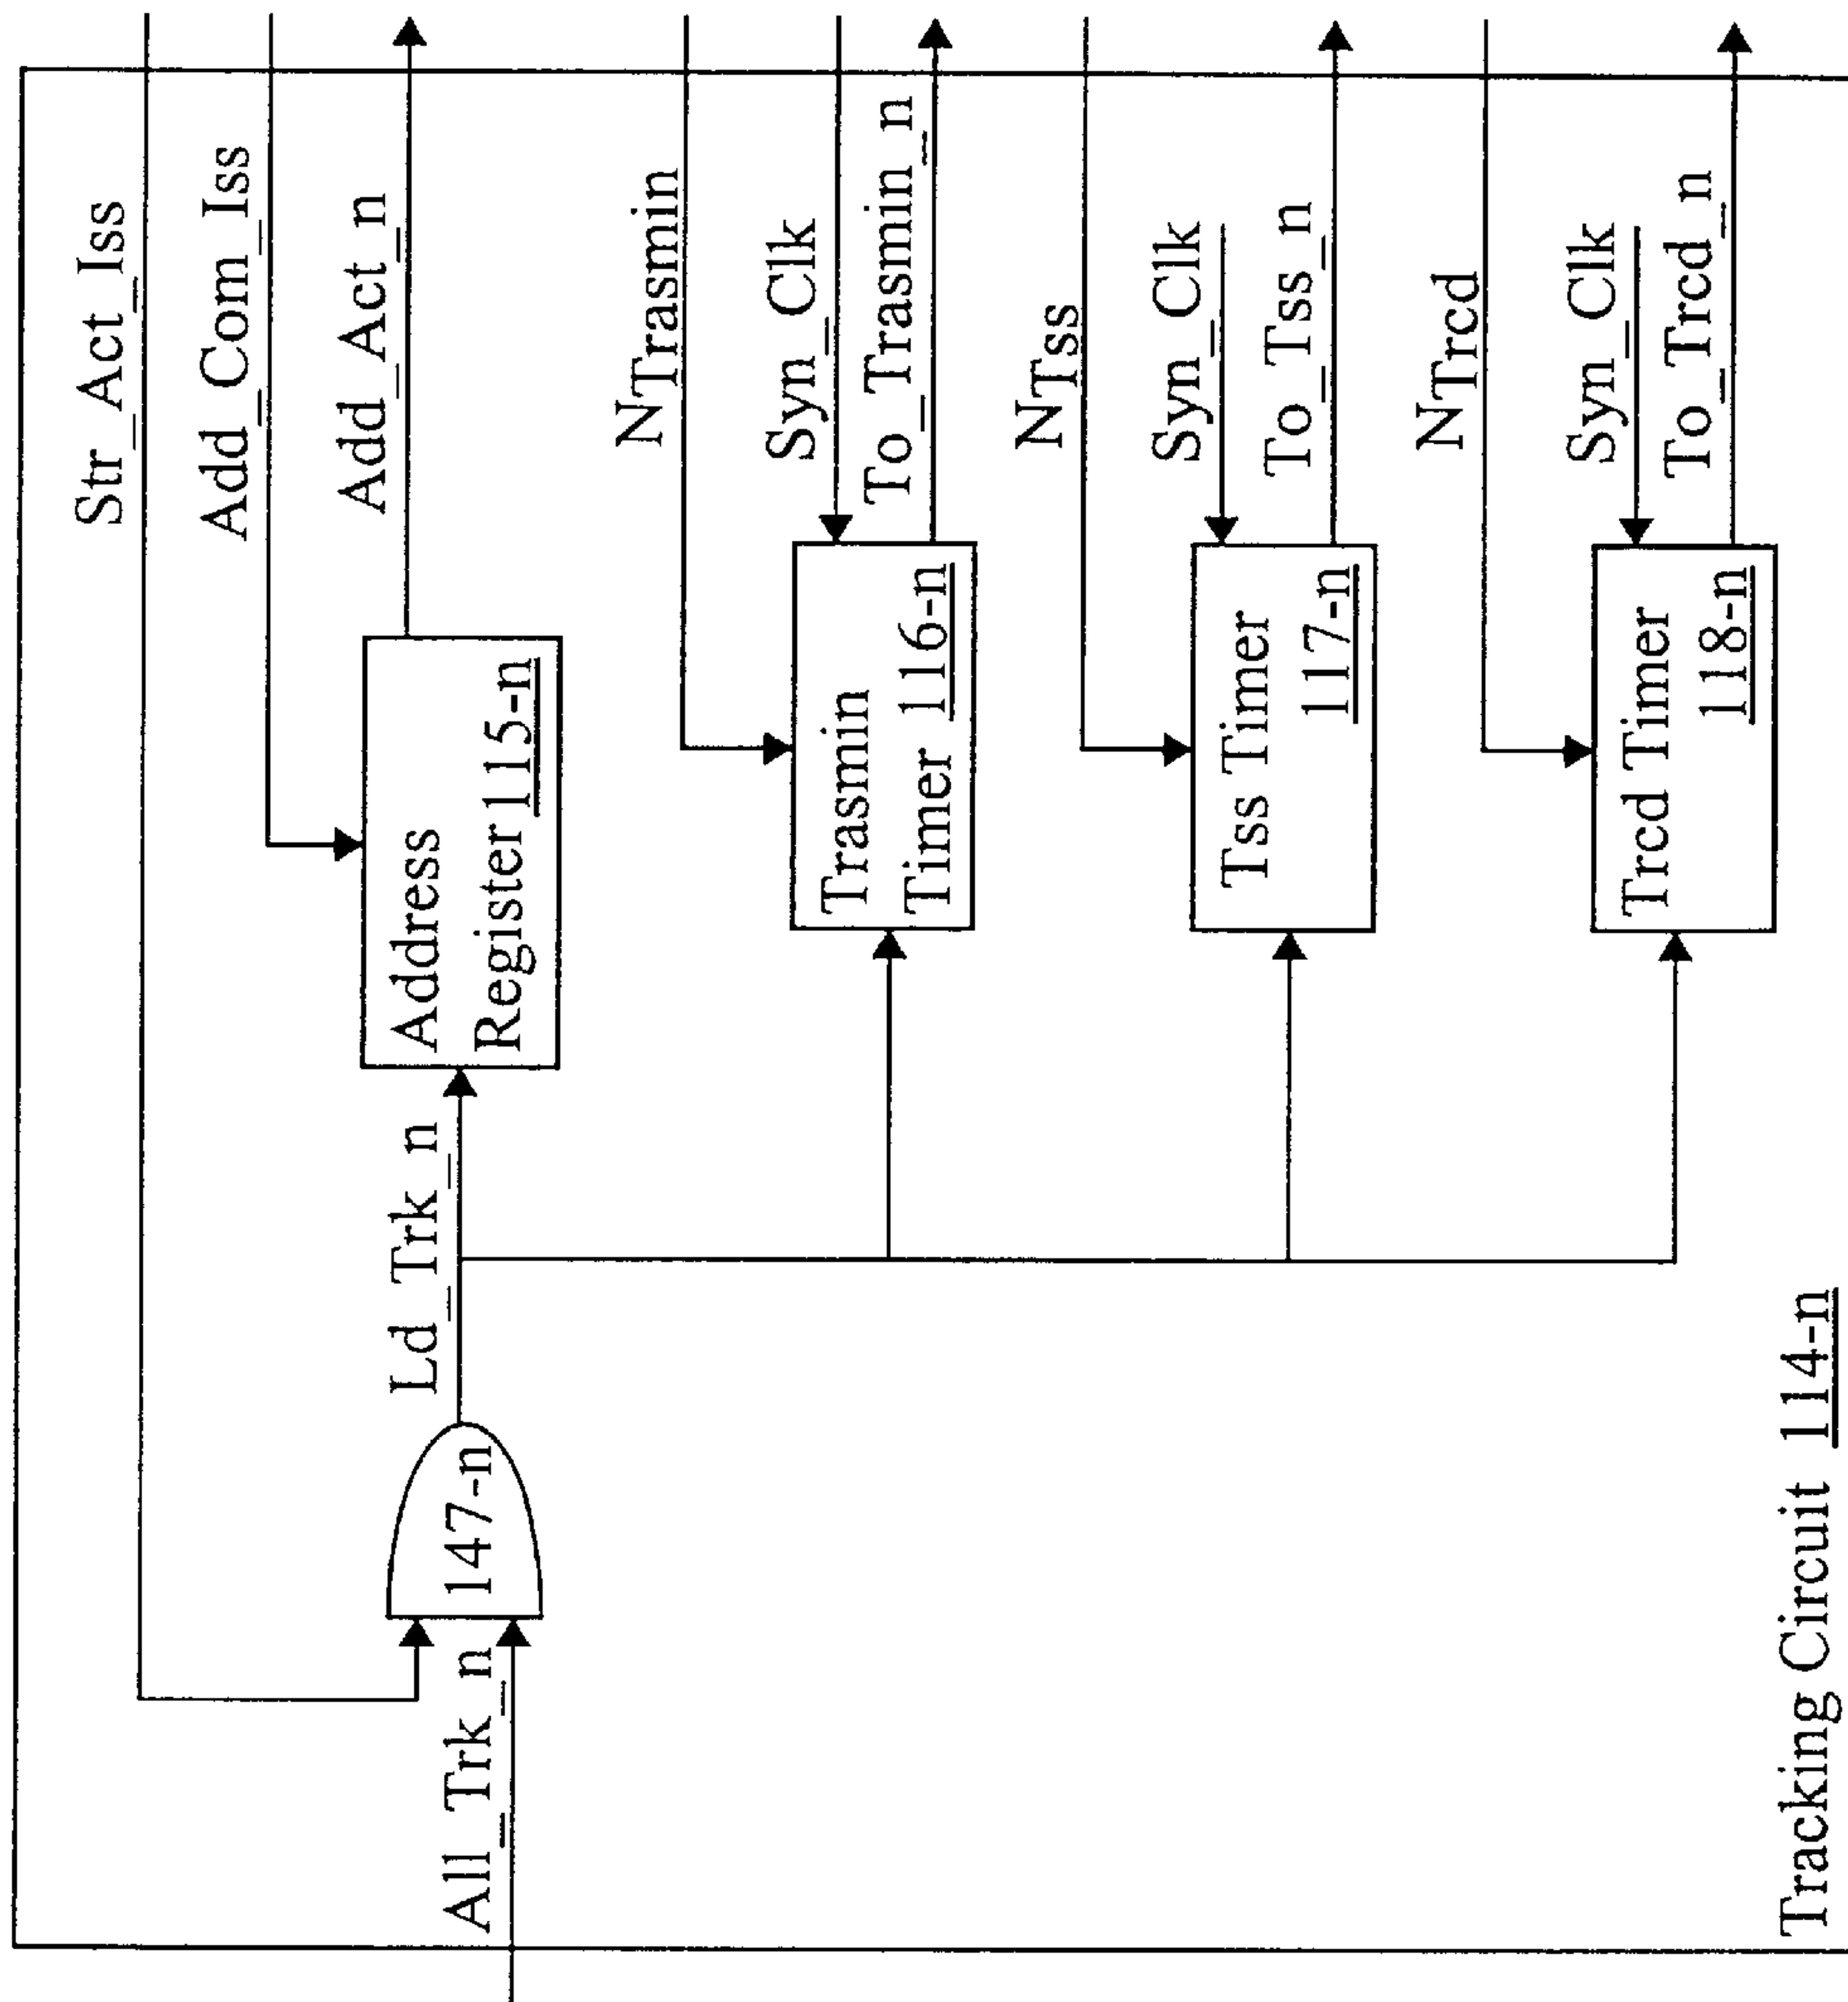 Str_Act_Iss
Add_Com_Iss
Add_Act_n
All_Trk_n
147-n
Ld_Trk_n
Address
Register 115-n
NTrasmin
Syn_Clk
To_Trasmin_n
Trasmin
Timer 116-n
NTss
Syn_Clk
To_Tss_n
Tss Timer
117-n
NTrcd
Syn_Clk
To_Trcd_n
Trcd Timer
118-n
Tracking Circuit 114-n